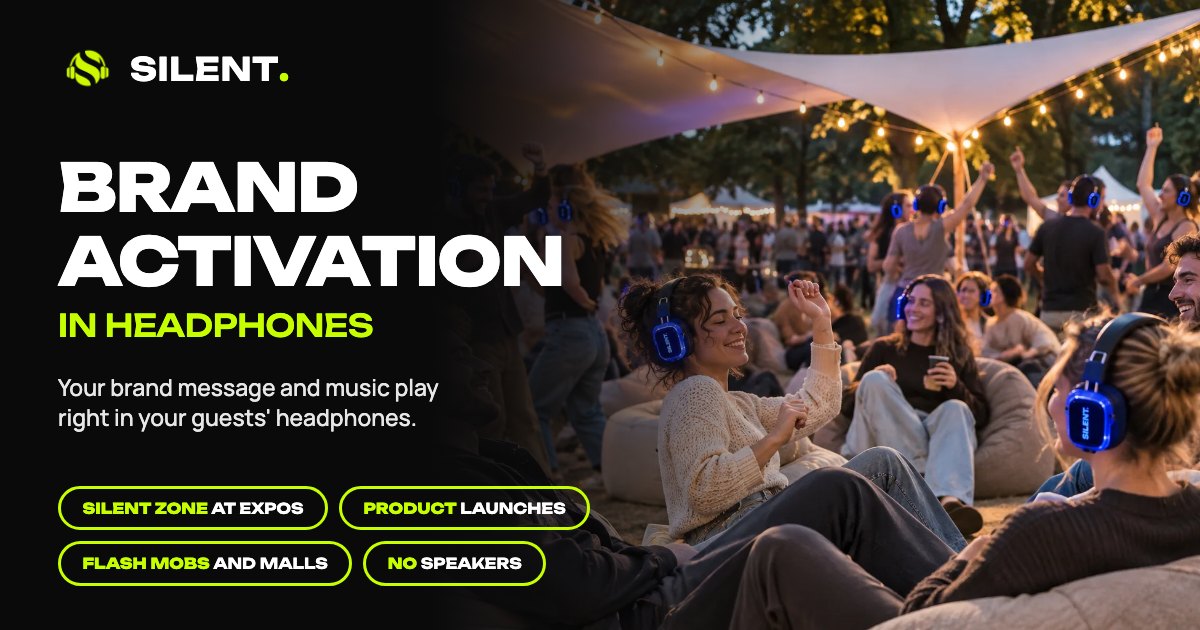 SILENT.
BRAND
ACTIVATION
IN HEADPHONES
Your brand message and music play
right in your guests' headphones.
SILENT ZONE AT EXPOS
PRODUCT LAUNCHES
FLASH MOBS AND MALLS
NO SPEAKERS
SILENT.
SILENT.